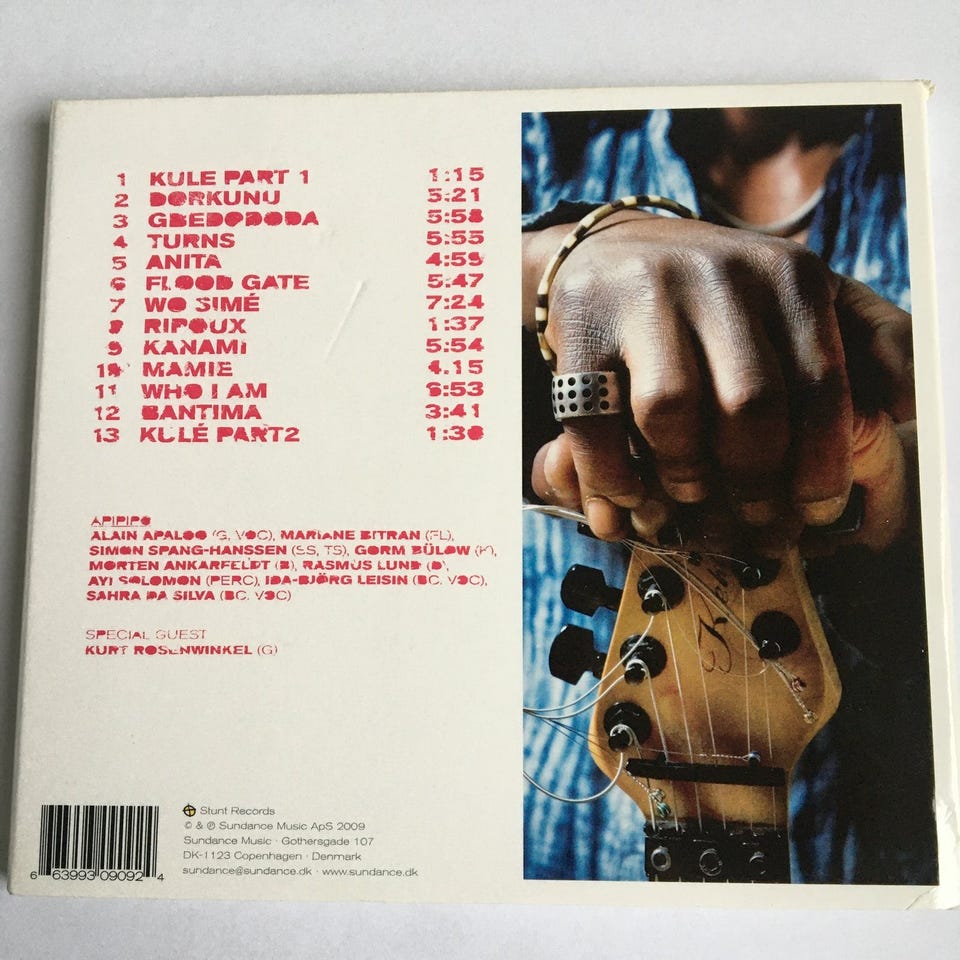 1 KULE PART 1 1:15
2 DORKUNU 5:21
3 GBEDODODA 5:58
4 TURNS 5:55
5 ANITA 4:59
6 FLOOD GATE 5:47
7 WO SIMÉ 7:24
8 RIPOUX 1:37
9 KANAMI 5:54
10 MAMIE 4.15
11 WHO I AM 6:53
12 BANTIMA 3:41
13 KULÉ PART2 1:36
APIPIPO
ALAIN APALOO (G, VOC), MARIANE BITRAN (FL),
SIMON SPANG-HANSSEN (SS, TS), GORM BÜLOW (K),
MORTEN ANKARFELDT (B), RASMUS LUND (D),
AYI SOLOMON (PERC), IDA-BJÖRG LEISIN (BC, VOC),
SAHRA DA SILVA (BC, VOC)
SPECIAL GUEST
KURT ROSENWINKEL (G)
Stunt Records
© & ℗ Sundance Music ApS 2009
Sundance Music · Gothersgade 107
DK-1123 Copenhagen · Denmark
sundance@sundance.dk · www.sundance.dk
6 63993 09092 4